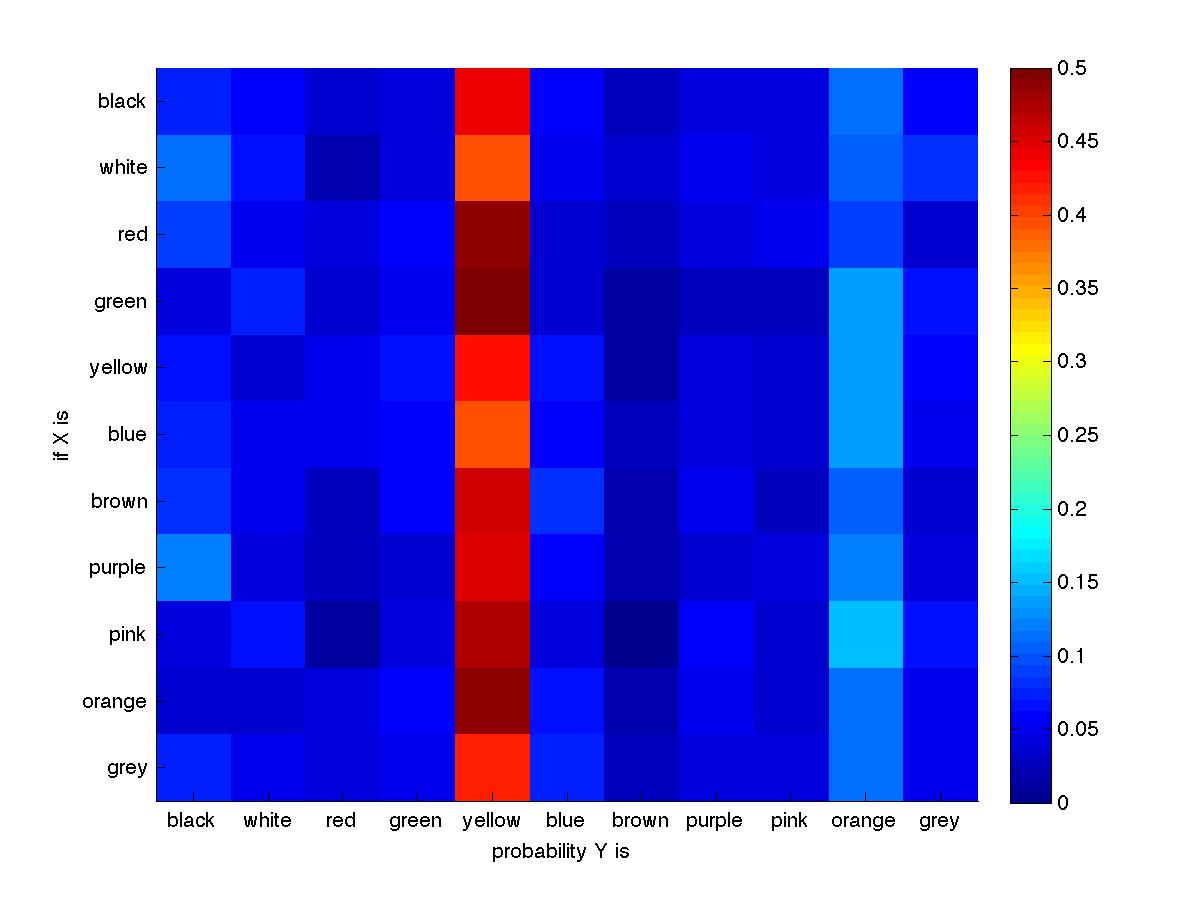 black
white
red
green
yellow
blue
brown
purple
pink
orange
grey
if X is
black white red green yellow blue brown purple pink orange grey
probability Y is
0.5
0.45
0.4
0.35
0.3
0.25
0.2
0.15
0.1
0.05
0